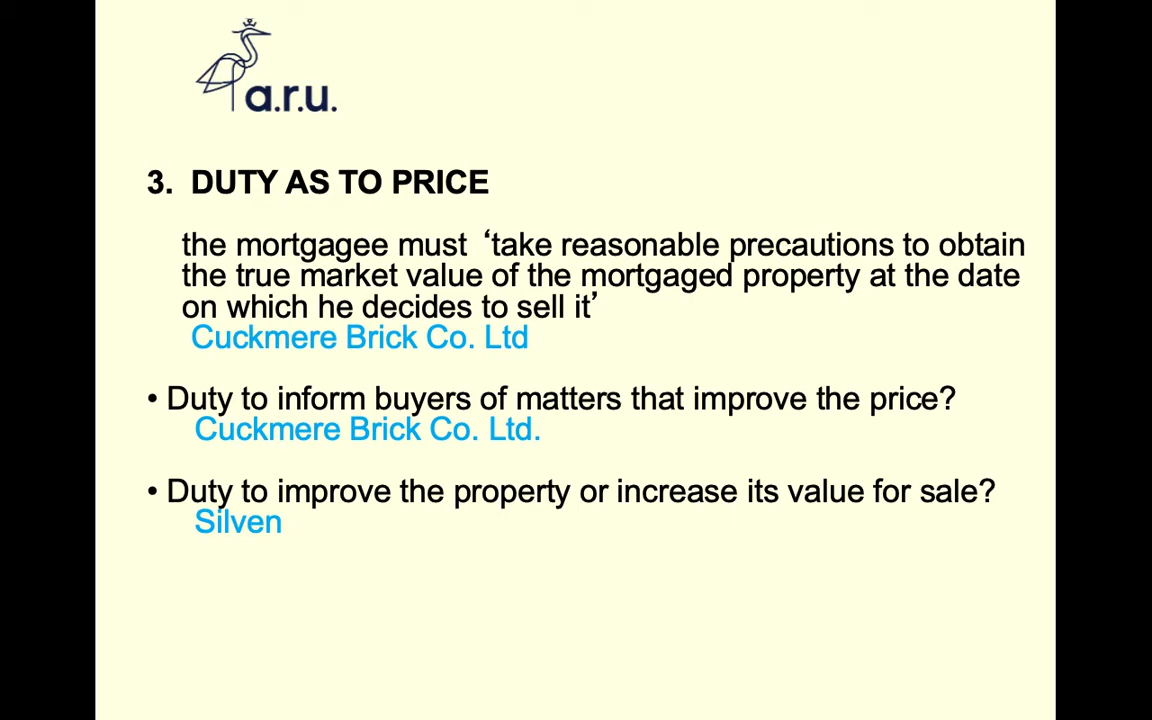 a.r.u.
3. DUTY AS TO PRICE
the mortgagee must ‘take reasonable precautions to obtain
the true market value of the mortgaged property at the date
on which he decides to sell it’
Cuckmere Brick Co. Ltd
• Duty to inform buyers of matters that improve the price?
Cuckmere Brick Co. Ltd.
• Duty to improve the property or increase its value for sale?
Silven